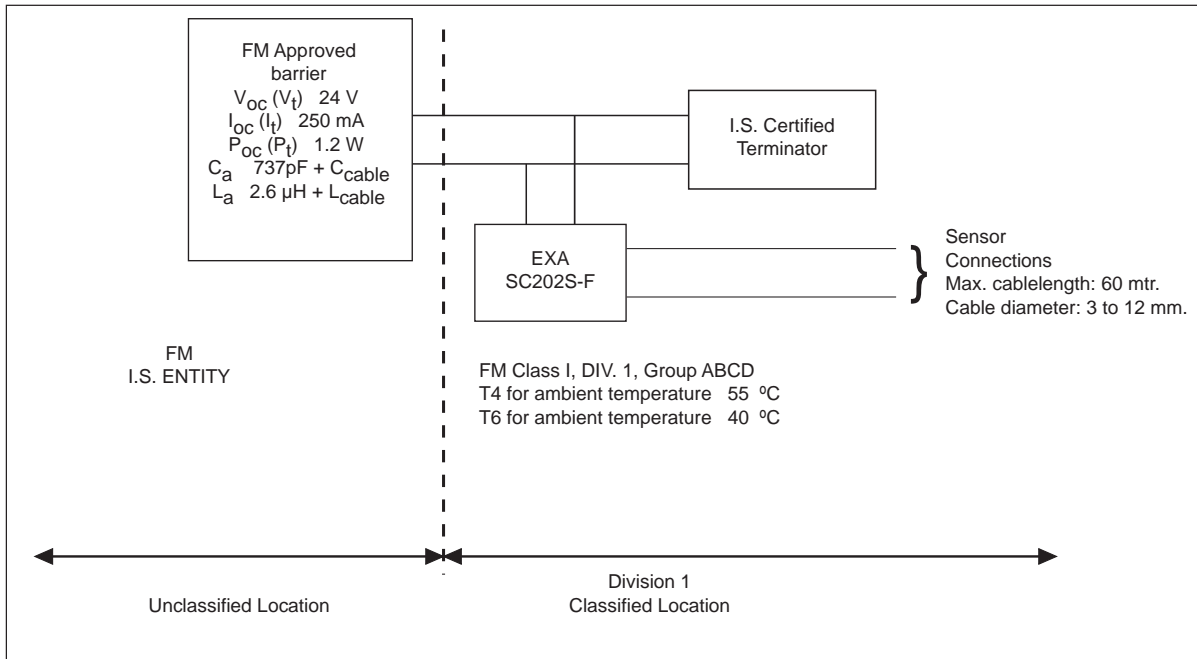 FM Approved
barrier
Voc (Vt) 24 V
Ioc (It) 250 mA
Poc (Pt) 1.2 W
Ca 737pF + Ccable
La 2.6 µH + Lcable
I.S. Certified
Terminator
EXA
SC202S-F
}
Sensor
Connections
Max. cablelength: 60 mtr.
Cable diameter: 3 to 12 mm.
FM
I.S. ENTITY
FM Class I, DIV. 1, Group ABCD
T4 for ambient temperature 55 ºC
T6 for ambient temperature 40 ºC
Unclassified Location
Division 1
Classified Location